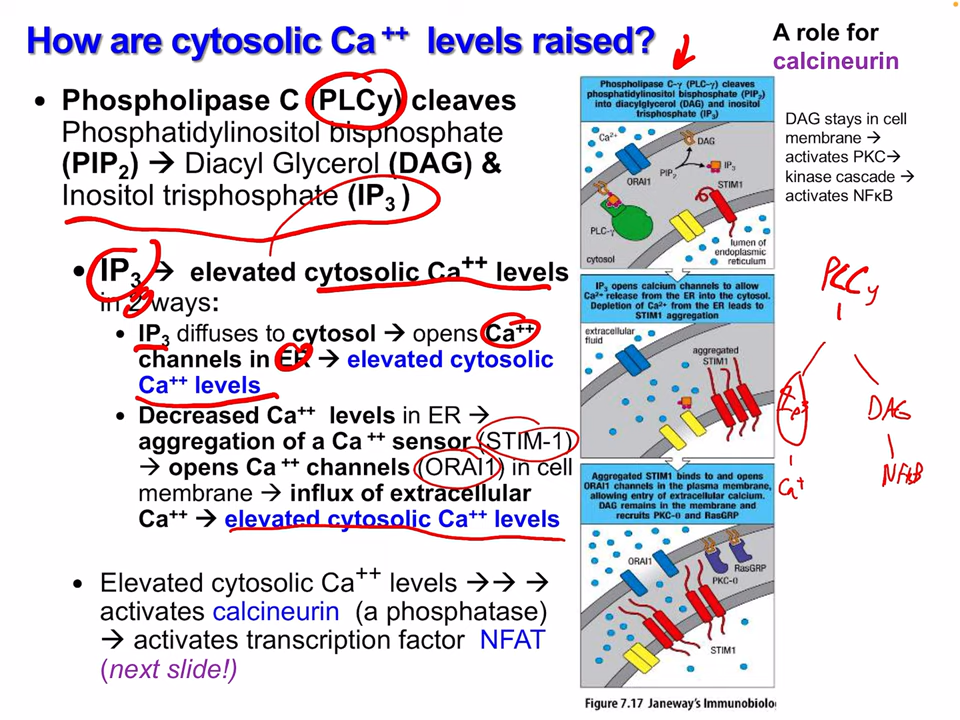 How are cytosolic Ca ++ levels raised?
A role for
calcineurin
• Phospholipase C (PLCγ) cleaves
Phosphatidylinositol bisphosphate
(PIP2) → Diacyl Glycerol (DAG) &
Inositol trisphosphate (IP3 )
• IP3 → elevated cytosolic Ca++ levels
in 2 ways:
• IP3 diffuses to cytosol → opens Ca++
channels in ER → elevated cytosolic
Ca++ levels
• Decreased Ca++ levels in ER →
aggregation of a Ca ++ sensor (STIM-1)
→ opens Ca ++ channels (ORAI1) in cell
membrane → influx of extracellular
Ca++ → elevated cytosolic Ca++ levels
• Elevated cytosolic Ca++ levels →→ →
activates calcineurin (a phosphatase)
→ activates transcription factor NFAT
(next slide!)
Phospholipase C-γ (PLC-γ) cleaves
phosphatidylinositol bisphosphate (PIP2)
into diacylglycerol (DAG) and inositol
trisphosphate (IP3)
Ca2+
DAG
ORAI1
PIP2
IP3
STIM1
PLC-γ
cytosol
lumen of
endoplasmic
reticulum
IP3 opens calcium channels to allow
Ca2+ release from the ER into the cytosol.
Depletion of Ca2+ from the ER leads to
STIM1 aggregation
extracellular
fluid
aggregated
STIM1
Aggregated STIM1 binds to and opens
ORAI1 channels in the plasma membrane,
allowing entry of extracellular calcium.
DAG remains in the membrane and
recruits PKC-θ and RasGRP
ORAI1
RasGRP
PKC-θ
STIM1
Figure 7.17 Janeway's Immunobiolo
DAG stays in cell
membrane →
activates PKC→
kinase cascade →
activates NFκB
PLCγ
IP3
DAG
Ca+
NFκB